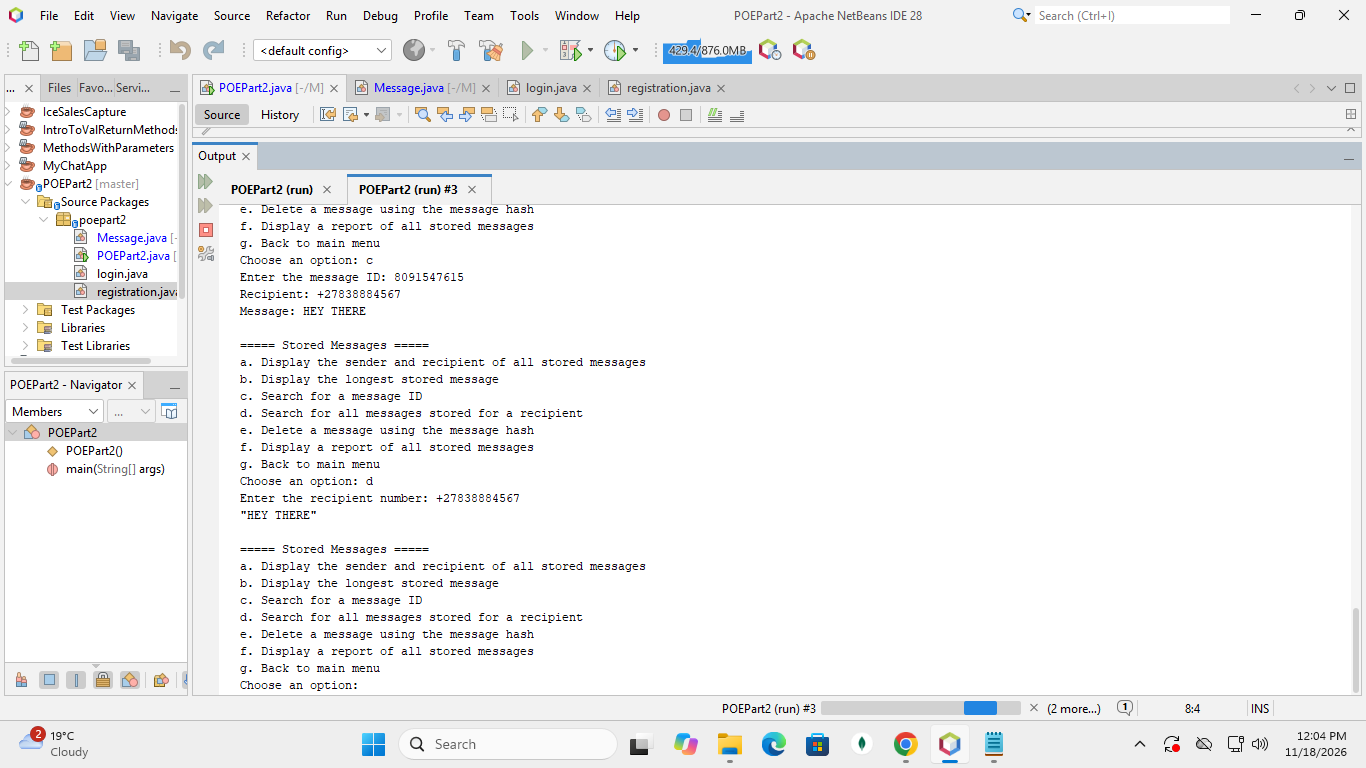 File Edit View Navigate Source Refactor Run Debug Profile Team Tools Window Help POEPart2 - Apache NetBeans IDE 28 Search (Ctrl+I)
<default config> 429.4/876.0MB
... Files Favo... Servi...
POEPart2.java [-/M] Message.java [-/M] login.java registration.java
Source History
IceSalesCapture
IntroToValReturnMethods
MethodsWithParameters
MyChatApp
POEPart2 [master]
Source Packages
poepart2
Message.java [-
POEPart2.java [
login.java
registration.java
Test Packages
Libraries
Test Libraries
POEPart2 - Navigator
Members ...
POEPart2
POEPart2()
main(String[] args)
Output
POEPart2 (run) POEPart2 (run) #3
e. Delete a message using the message hash
f. Display a report of all stored messages
g. Back to main menu
Choose an option: c
Enter the message ID: 8091547615
Recipient: +27838884567
Message: HEY THERE
===== Stored Messages =====
a. Display the sender and recipient of all stored messages
b. Display the longest stored message
c. Search for a message ID
d. Search for all messages stored for a recipient
e. Delete a message using the message hash
f. Display a report of all stored messages
g. Back to main menu
Choose an option: d
Enter the recipient number: +27838884567
"HEY THERE"
===== Stored Messages =====
a. Display the sender and recipient of all stored messages
b. Display the longest stored message
c. Search for a message ID
d. Search for all messages stored for a recipient
e. Delete a message using the message hash
f. Display a report of all stored messages
g. Back to main menu
Choose an option:
POEPart2 (run) #3 (2 more...) 1 8:4 INS
2 19°C
Cloudy
Search
12:04 PM
11/18/2026